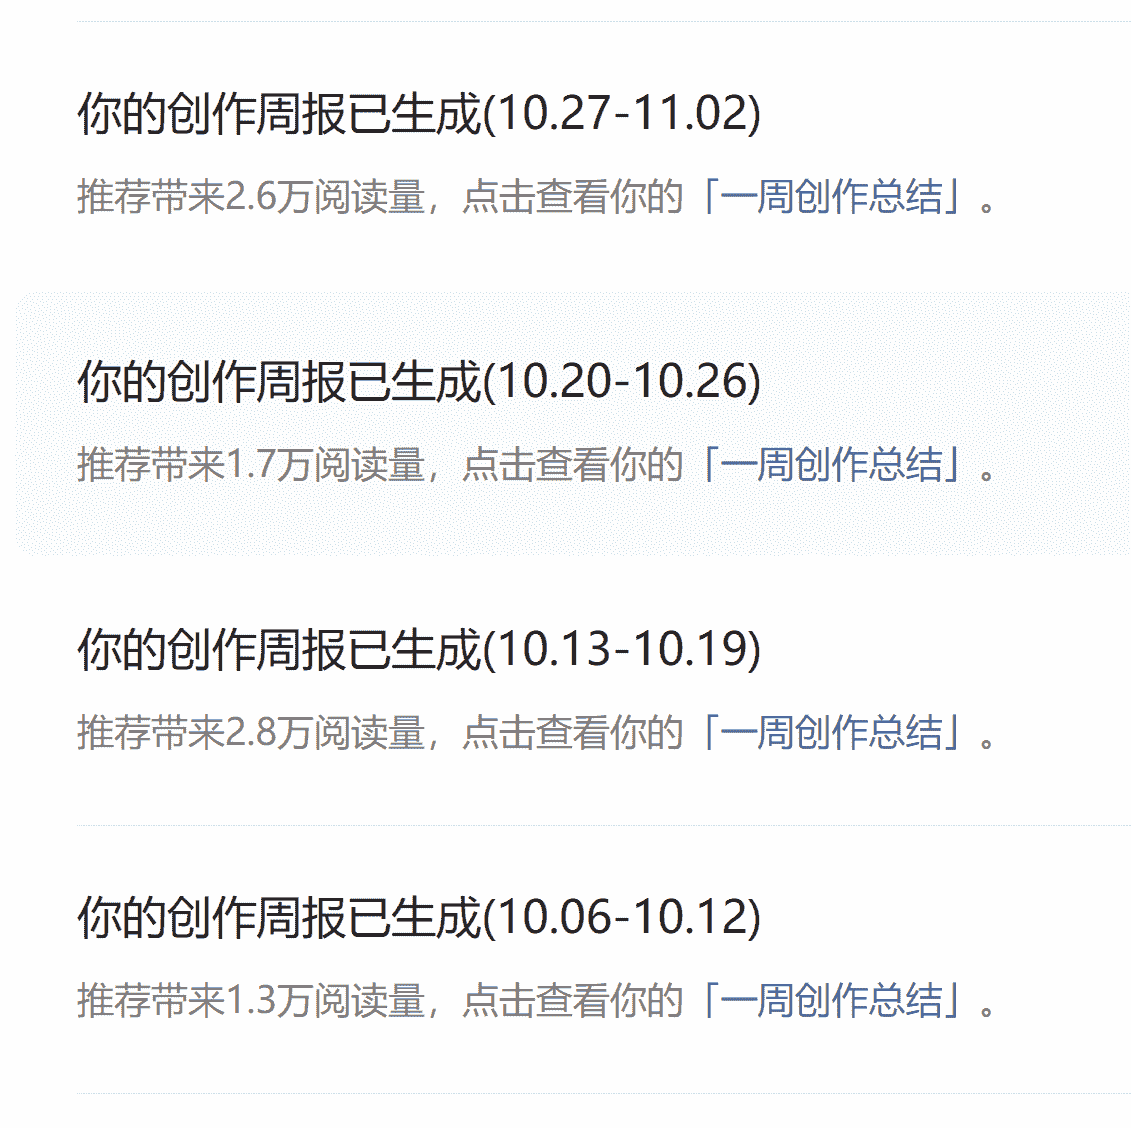 你的创作周报已生成(10.27-11.02)
推荐带来2.6万阅读量，点击查看你的「一周创作总结」。
你的创作周报已生成(10.20-10.26)
推荐带来1.7万阅读量，点击查看你的「一周创作总结」。
你的创作周报已生成(10.13-10.19)
推荐带来2.8万阅读量，点击查看你的「一周创作总结」。
你的创作周报已生成(10.06-10.12)
推荐带来1.3万阅读量，点击查看你的「一周创作总结」。